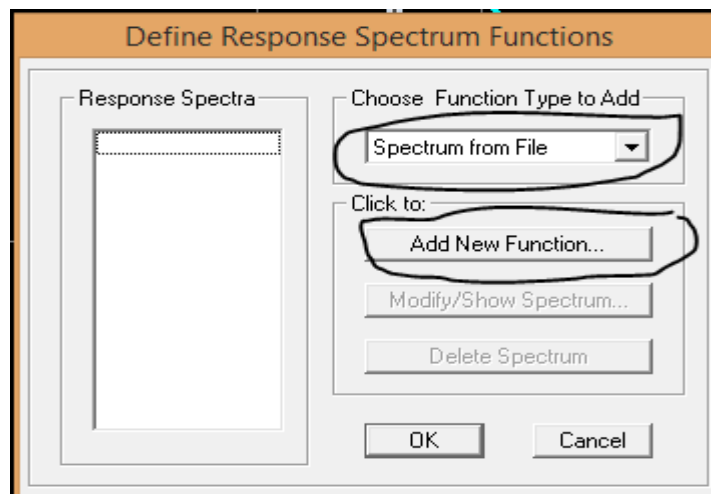 Define Response Spectrum Functions
Response Spectra
Choose Function Type to Add
Spectrum from File
Click to:
Add New Function...
Modify/Show Spectrum...
Delete Spectrum
OK
Cancel